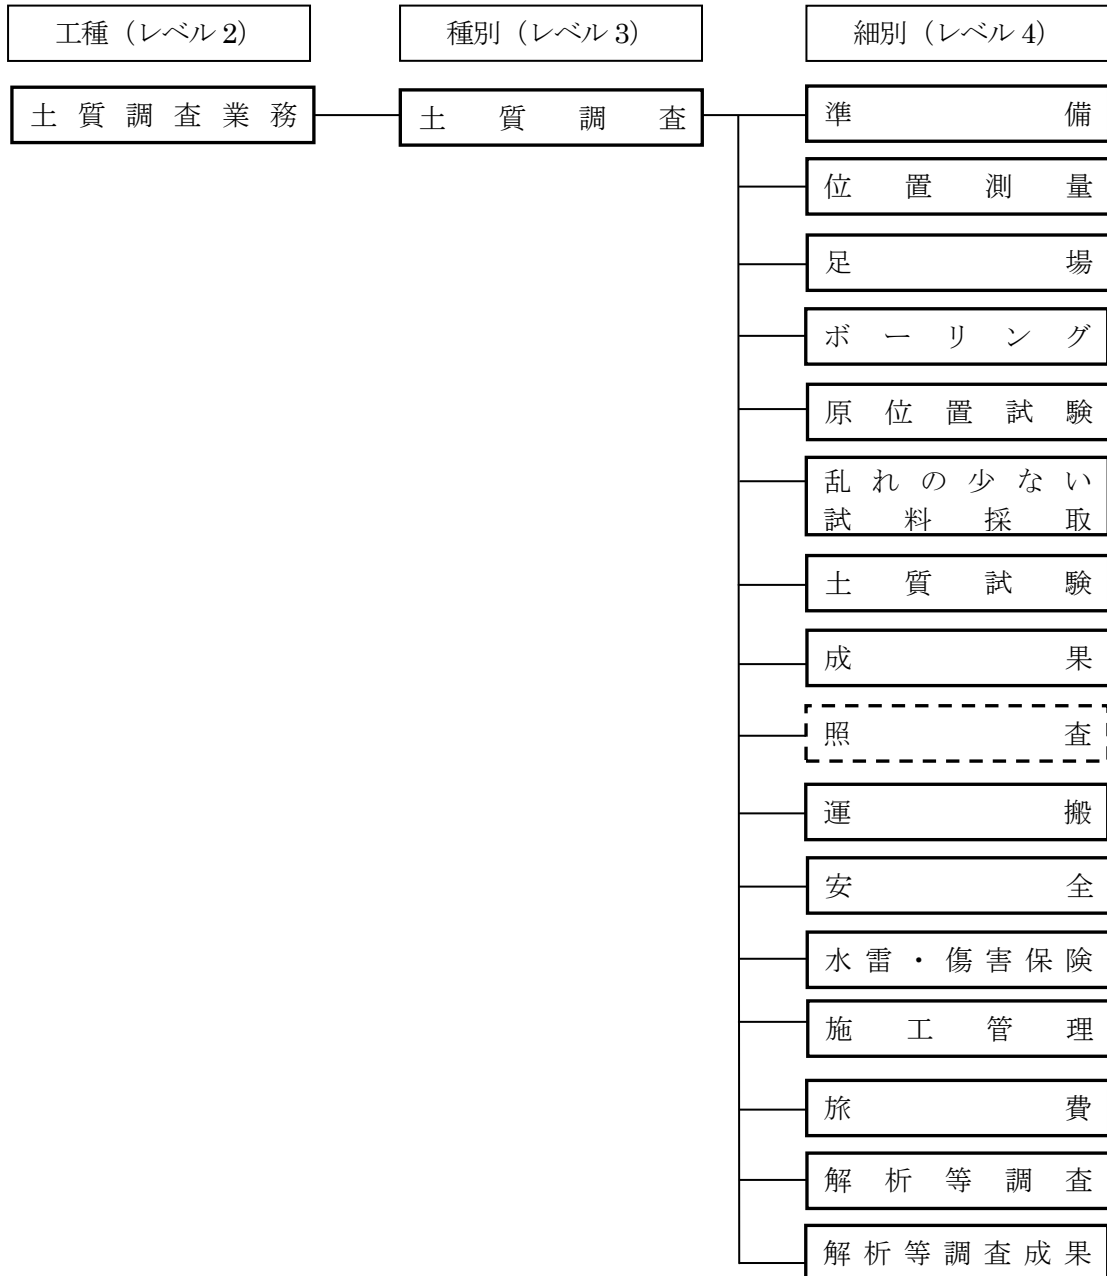 工種（レベル 2）
種別（レベル 3）
細別（レベル 4）
土質調査業務
土質調査
準備
位置測量
足場
ボーリング
原位置試験
乱れの少ない
試料採取
土質試験
成果
照査
運搬
安全
水雷・傷害保険
施工管理
旅費
解析等調査
解析等調査成果